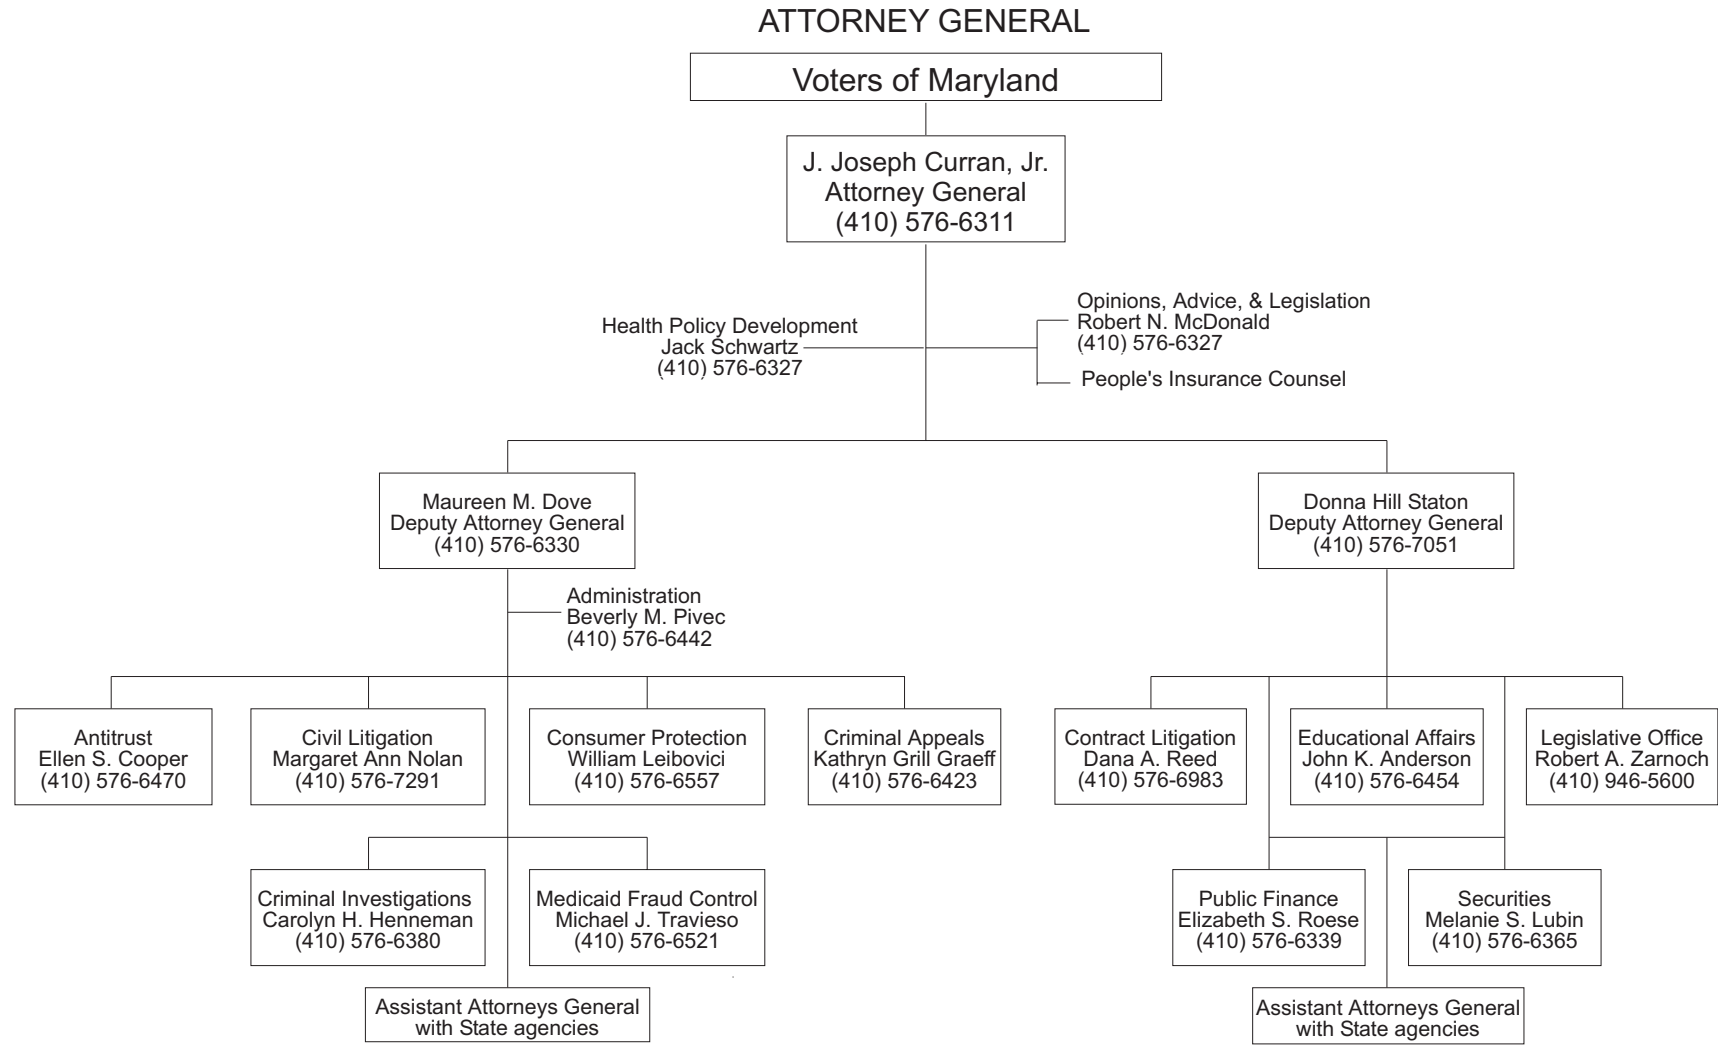 ATTORNEY GENERAL
Voters of Maryland
J. Joseph Curran, Jr.
Attorney General
(410) 576-6311
Health Policy Development
Jack Schwartz
(410) 576-6327
Opinions, Advice, & Legislation
Robert N. McDonald
(410) 576-6327
People's Insurance Counsel
Maureen M. Dove
Deputy Attorney General
(410) 576-6330
Donna Hill Staton
Deputy Attorney General
(410) 576-7051
Administration
Beverly M. Pivec
(410) 576-6442
Antitrust
Ellen S. Cooper
(410) 576-6470
Civil Litigation
Margaret Ann Nolan
(410) 576-7291
Consumer Protection
William Leibovici
(410) 576-6557
Criminal Appeals
Kathryn Grill Graeff
(410) 576-6423
Contract Litigation
Dana A. Reed
(410) 576-6983
Educational Affairs
John K. Anderson
(410) 576-6454
Legislative Office
Robert A. Zarnoch
(410) 946-5600
Criminal Investigations
Carolyn H. Henneman
(410) 576-6380
Medicaid Fraud Control
Michael J. Travieso
(410) 576-6521
Public Finance
Elizabeth S. Roese
(410) 576-6339
Securities
Melanie S. Lubin
(410) 576-6365
Assistant Attorneys General
with State agencies
Assistant Attorneys General
with State agencies